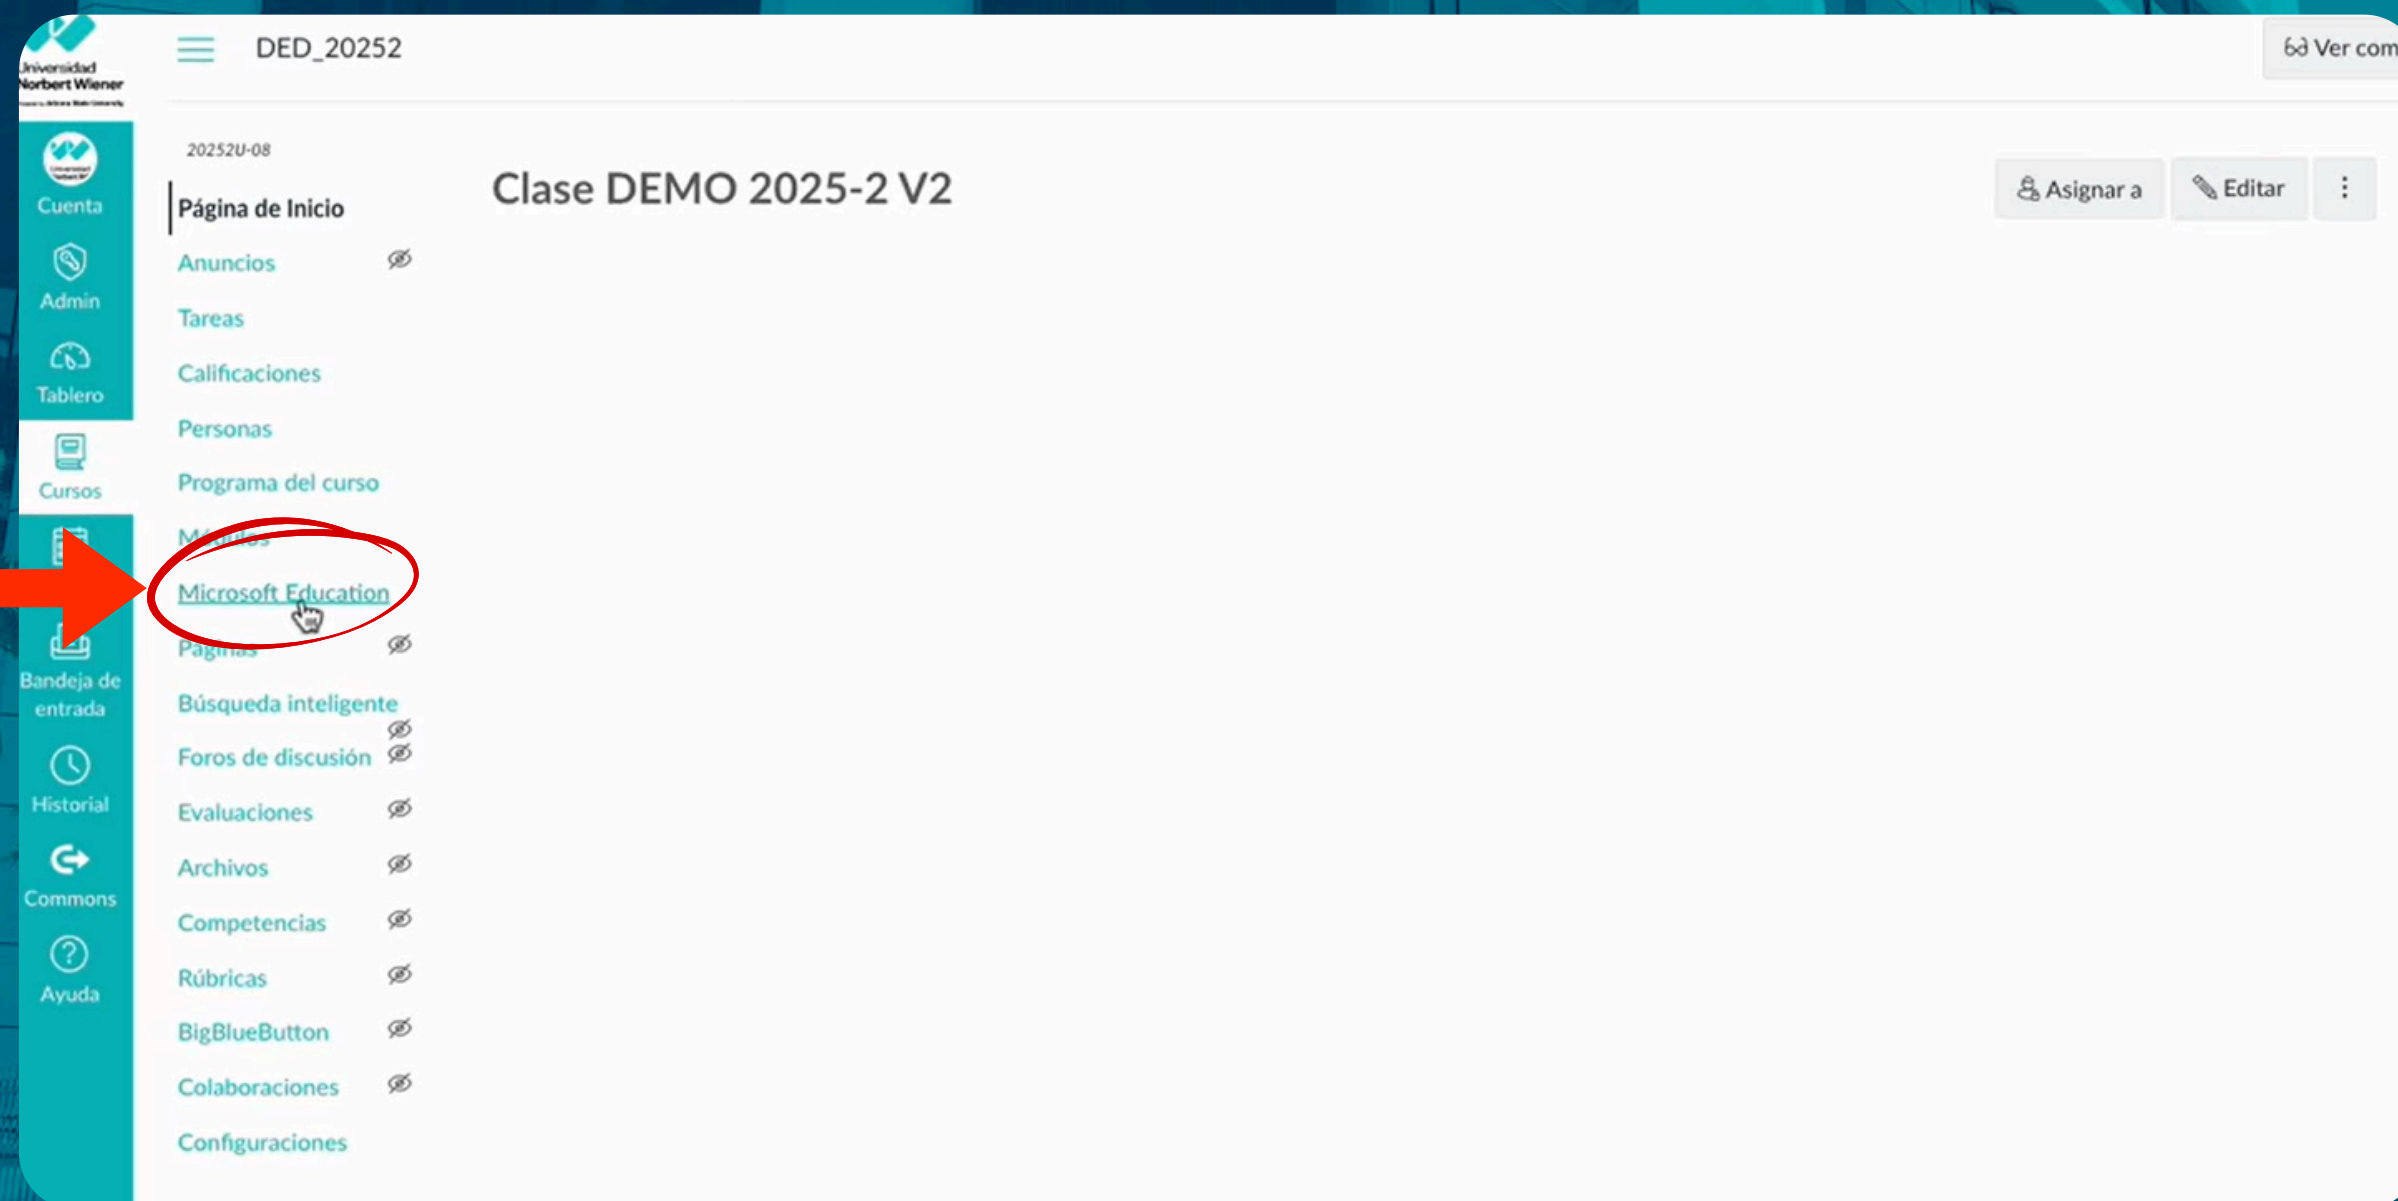 Universidad
Norbert Wiener
DED_20252
Ver com
Cuenta
Admin
Tablero
Cursos
Bandeja de
entrada
Historial
Commons
Ayuda
20252U-08
Página de Inicio
Anuncios
Tareas
Calificaciones
Personas
Programa del curso
Módulos
Microsoft Education
Páginas
Búsqueda inteligente
Foros de discusión
Evaluaciones
Archivos
Competencias
Rúbricas
BigBlueButton
Colaboraciones
Configuraciones
Clase DEMO 2025-2 V2
Asignar a
Editar